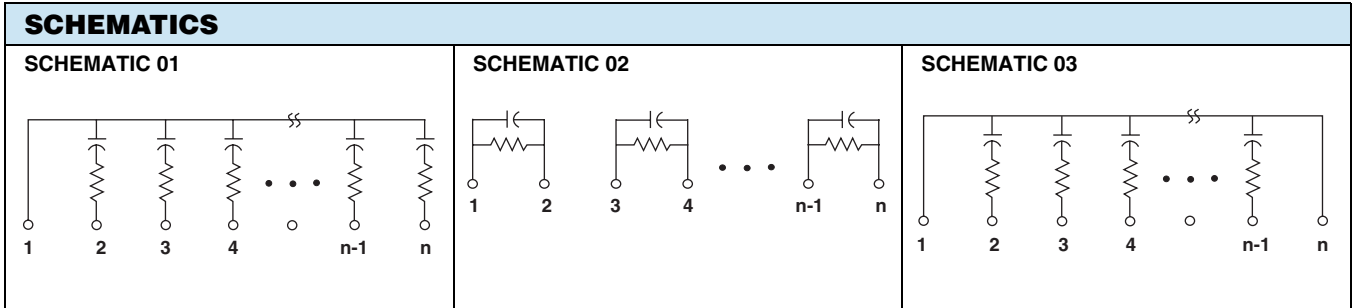 SCHEMATICS
SCHEMATIC 01
1 2 3 4 n-1 n
SCHEMATIC 02
1 2 3 4 n-1 n
SCHEMATIC 03
1 2 3 4 n-1 n